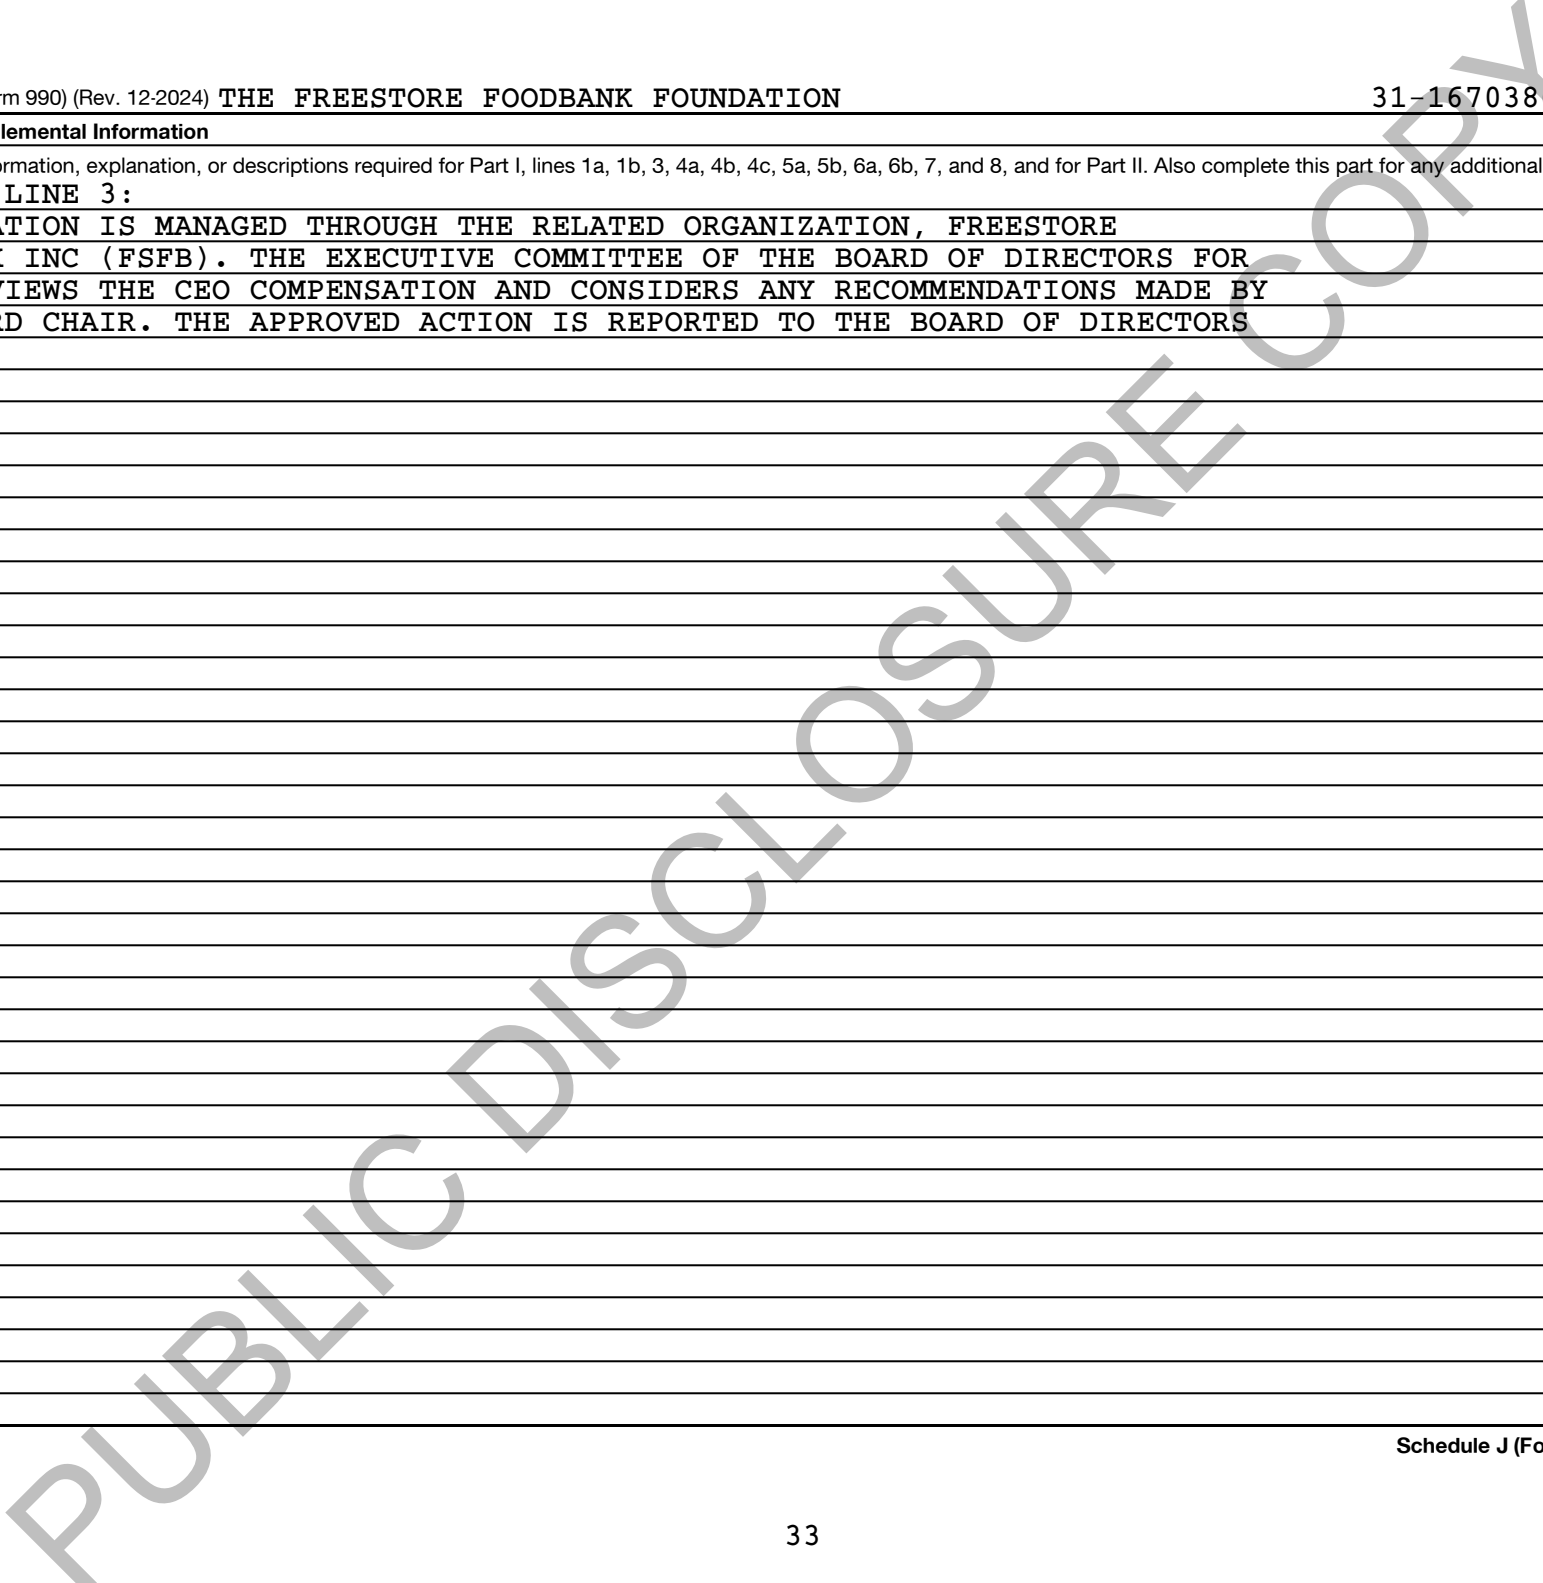 rm 990) (Rev. 12-2024) THE FREESTORE FOODBANK FOUNDATION 31-167038
lemental Information
ormation, explanation, or descriptions required for Part I, lines 1a, 1b, 3, 4a, 4b, 4c, 5a, 5b, 6a, 6b, 7, and 8, and for Part II. Also complete this part for any additional
LINE 3:
ATION IS MANAGED THROUGH THE RELATED ORGANIZATION, FREESTORE
INC (FSFB). THE EXECUTIVE COMMITTEE OF THE BOARD OF DIRECTORS FOR
VIEWS THE CEO COMPENSATION AND CONSIDERS ANY RECOMMENDATIONS MADE BY
RD CHAIR. THE APPROVED ACTION IS REPORTED TO THE BOARD OF DIRECTORS
PUBLIC DISCLOSURE COPY
Schedule J (Fo
33